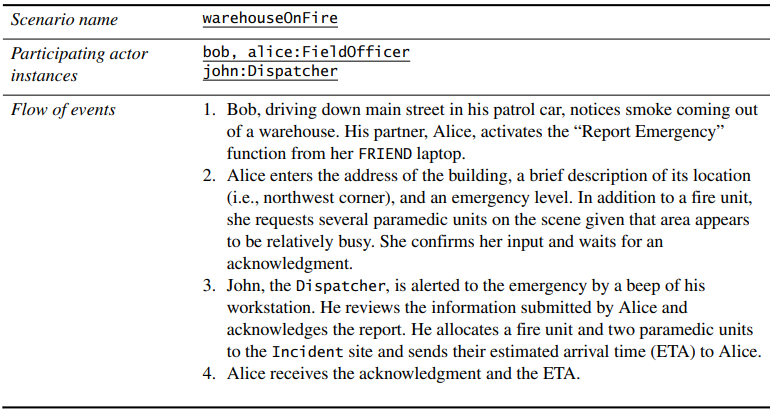 Scenario name warehouseOnFire
Participating actor bob, alice:FieldOfficer
instances john:Dispatcher
Flow of events 1. Bob, driving down main street in his patrol car, notices smoke coming out
of a warehouse. His partner, Alice, activates the “Report Emergency”
function from her FRIEND laptop.
2. Alice enters the address of the building, a brief description of its location
(i.e., northwest corner), and an emergency level. In addition to a fire unit,
she requests several paramedic units on the scene given that area appears
to be relatively busy. She confirms her input and waits for an
acknowledgment.
3. John, the Dispatcher, is alerted to the emergency by a beep of his
workstation. He reviews the information submitted by Alice and
acknowledges the report. He allocates a fire unit and two paramedic units
to the Incident site and sends their estimated arrival time (ETA) to Alice.
4. Alice receives the acknowledgment and the ETA.